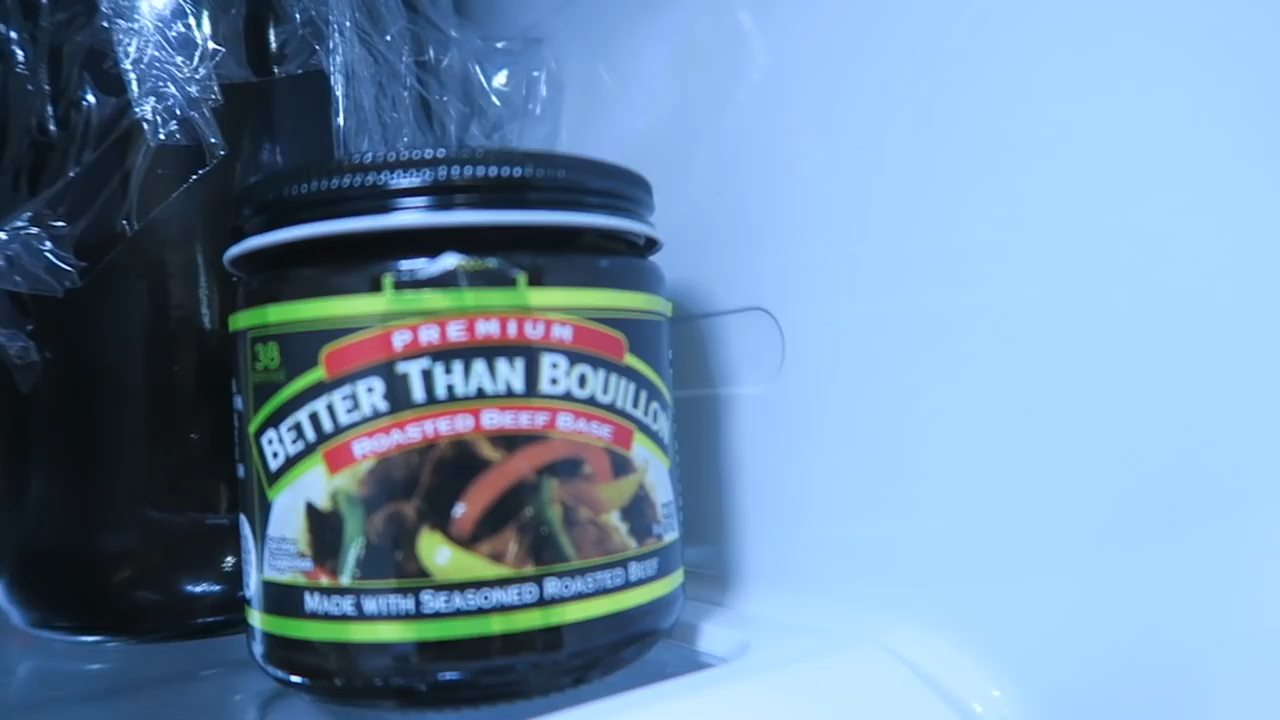 38
PREMIUM
BETTER THAN BOUILLON
ROASTED BEEF BASE
MADE WITH SEASONED ROASTED BEEF